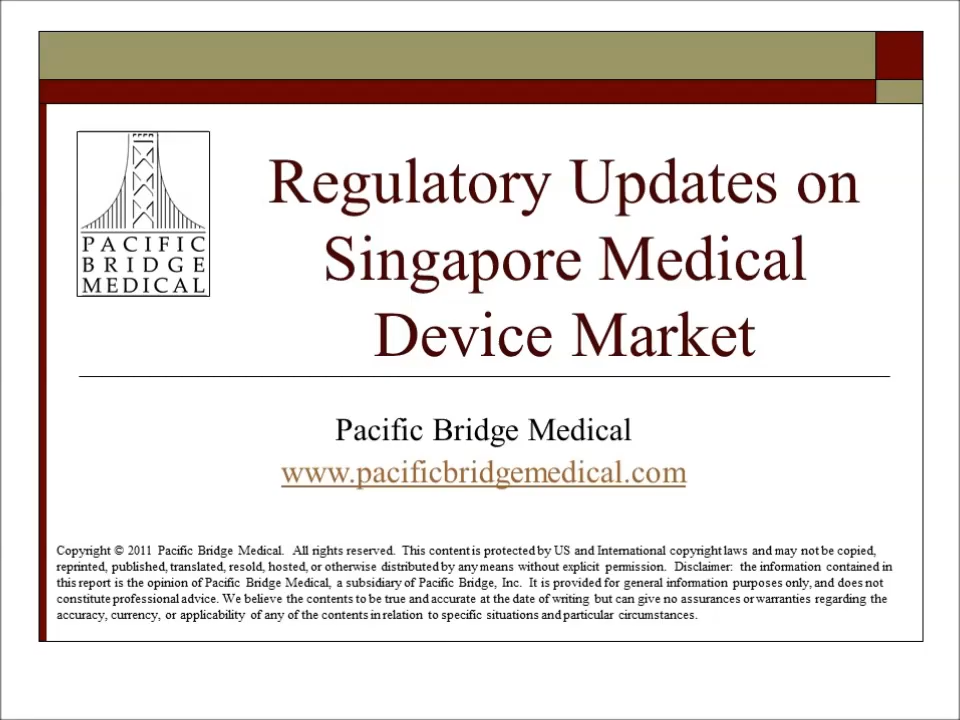 PACIFIC
BRIDGE
MEDICAL
Regulatory Updates on
Singapore Medical
Device Market
Pacific Bridge Medical
www.pacificbridgemedical.com
Copyright © 2011 Pacific Bridge Medical. All rights reserved. This content is protected by US and International copyright laws and may not be copied,
reprinted, published, translated, resold, hosted, or otherwise distributed by any means without explicit permission. Disclaimer: the information contained in
this report is the opinion of Pacific Bridge Medical, a subsidiary of Pacific Bridge, Inc. It is provided for general information purposes only, and does not
constitute professional advice. We believe the contents to be true and accurate at the date of writing but can give no assurances or warranties regarding the
accuracy, currency, or applicability of any of the contents in relation to specific situations and particular circumstances.